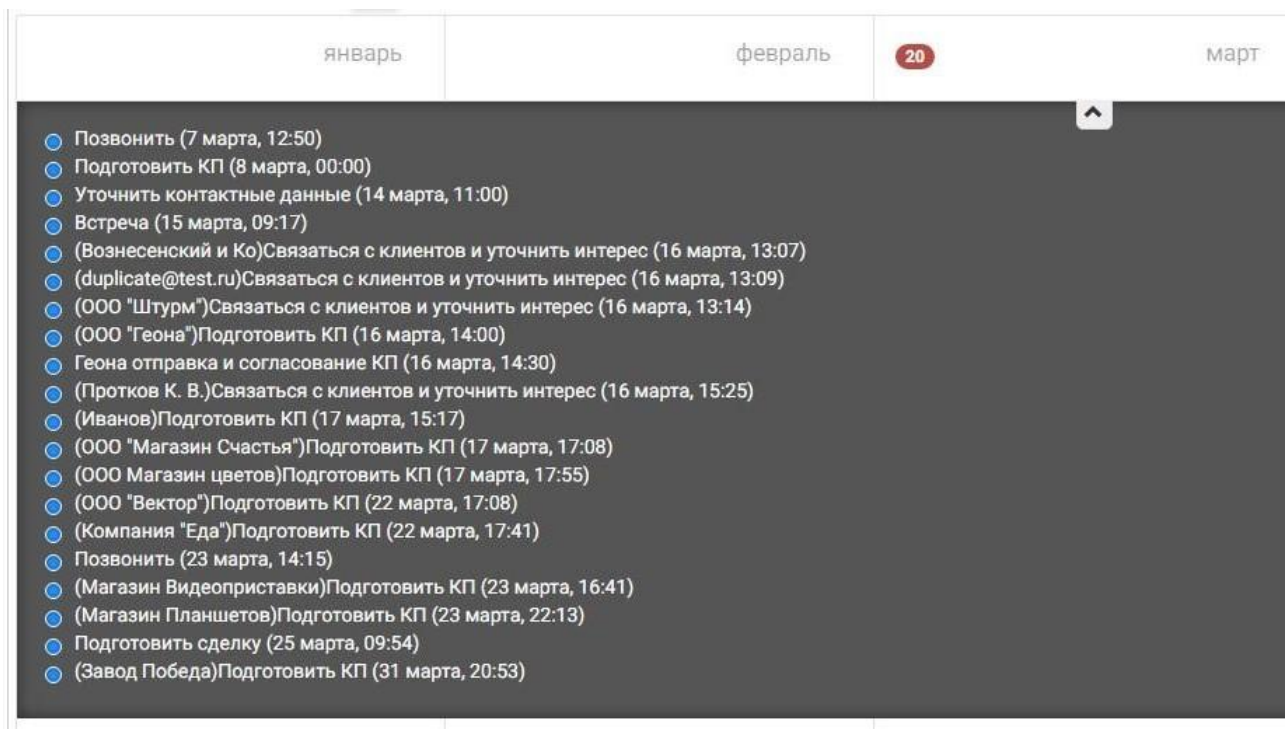 январь февраль 20 март
Позвонить (7 марта, 12:50)
Подготовить КП (8 марта, 00:00)
Уточнить контактные данные (14 марта, 11:00)
Встреча (15 марта, 09:17)
(Вознесенский и Ко)Связаться с клиентов и уточнить интерес (16 марта, 13:07)
(duplicate@test.ru)Связаться с клиентов и уточнить интерес (16 марта, 13:09)
(ООО "Штурм")Связаться с клиентов и уточнить интерес (16 марта, 13:14)
(ООО "Геона")Подготовить КП (16 марта, 14:00)
Геона отправка и согласование КП (16 марта, 14:30)
(Протков К. В.)Связаться с клиентов и уточнить интерес (16 марта, 15:25)
(Иванов)Подготовить КП (17 марта, 15:17)
(ООО "Магазин Счастья")Подготовить КП (17 марта, 17:08)
(ООО Магазин цветов)Подготовить КП (17 марта, 17:55)
(ООО "Вектор")Подготовить КП (22 марта, 17:08)
(Компания "Еда")Подготовить КП (22 марта, 17:41)
Позвонить (23 марта, 14:15)
(Магазин Видеоприставки)Подготовить КП (23 марта, 16:41)
(Магазин Планшетов)Подготовить КП (23 марта, 22:13)
Подготовить сделку (25 марта, 09:54)
(Завод Победа)Подготовить КП (31 марта, 20:53)